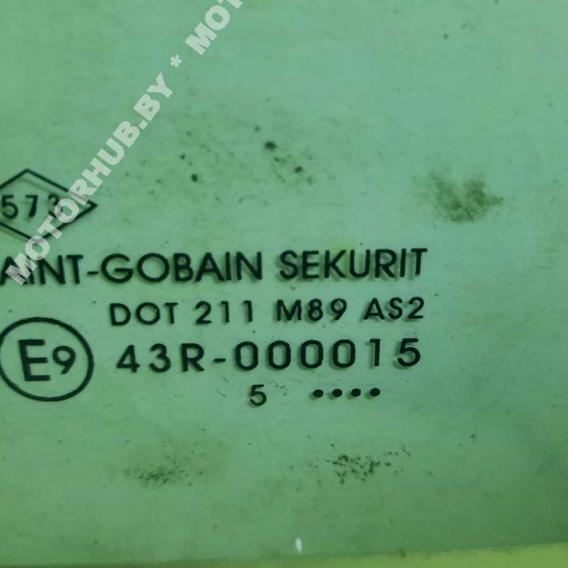 MOTORHUB.BY * MOT
573
AINT-GOBAIN SEKURIT
DOT 211 M89 AS2
E9 43R-000015
5 ····